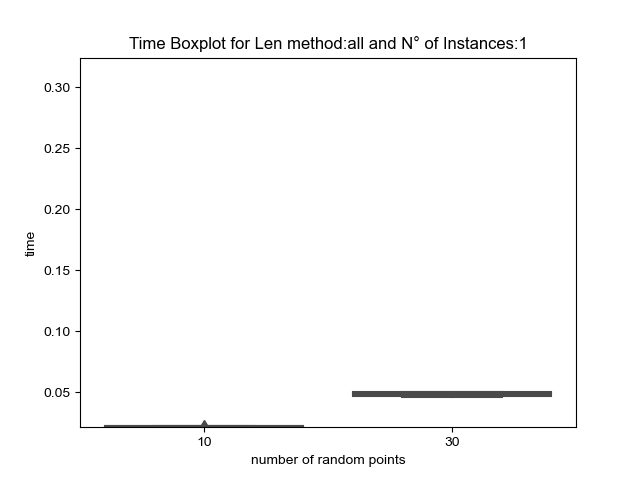 Time Boxplot for Len method:all and N° of Instances:1
0.30
0.25
0.20
0.15
0.10
0.05
time
10 30
number of random points